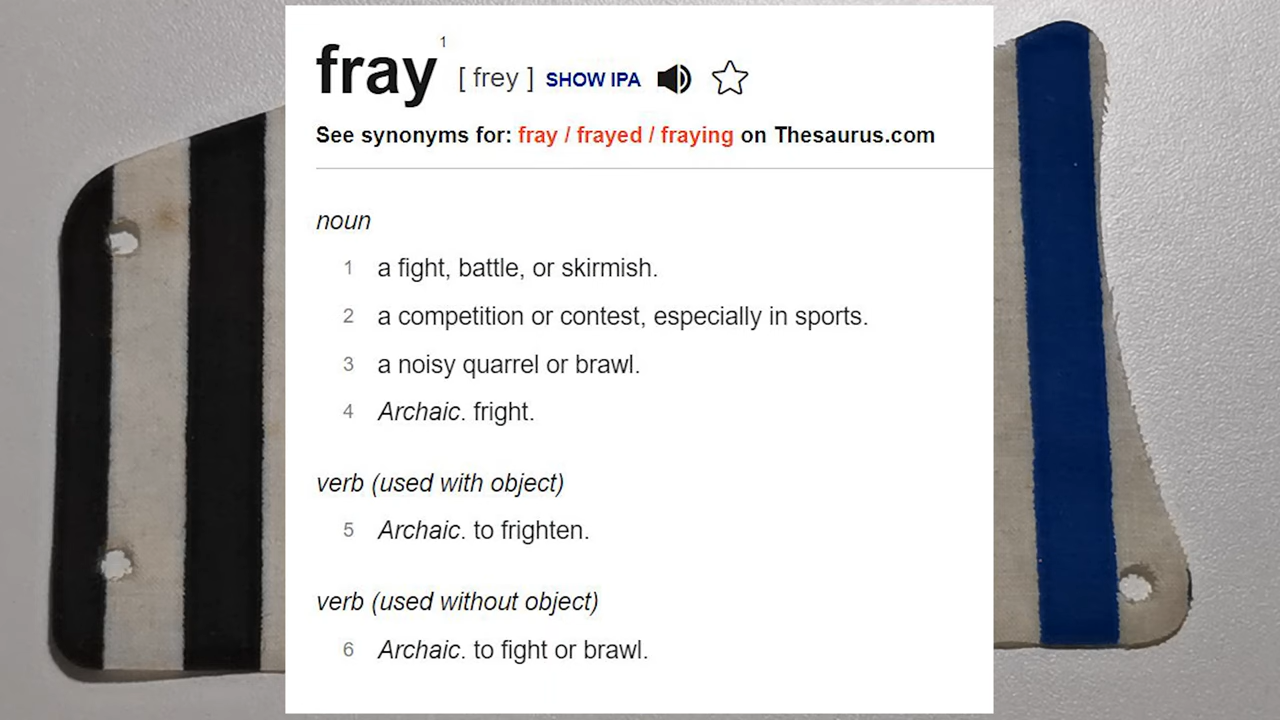 fray 1 [ frey ] SHOW IPA
See synonyms for: fray / frayed / fraying on Thesaurus.com
noun
1 a fight, battle, or skirmish.
2 a competition or contest, especially in sports.
3 a noisy quarrel or brawl.
4 Archaic. fright.
verb (used with object)
5 Archaic. to frighten.
verb (used without object)
6 Archaic. to fight or brawl.